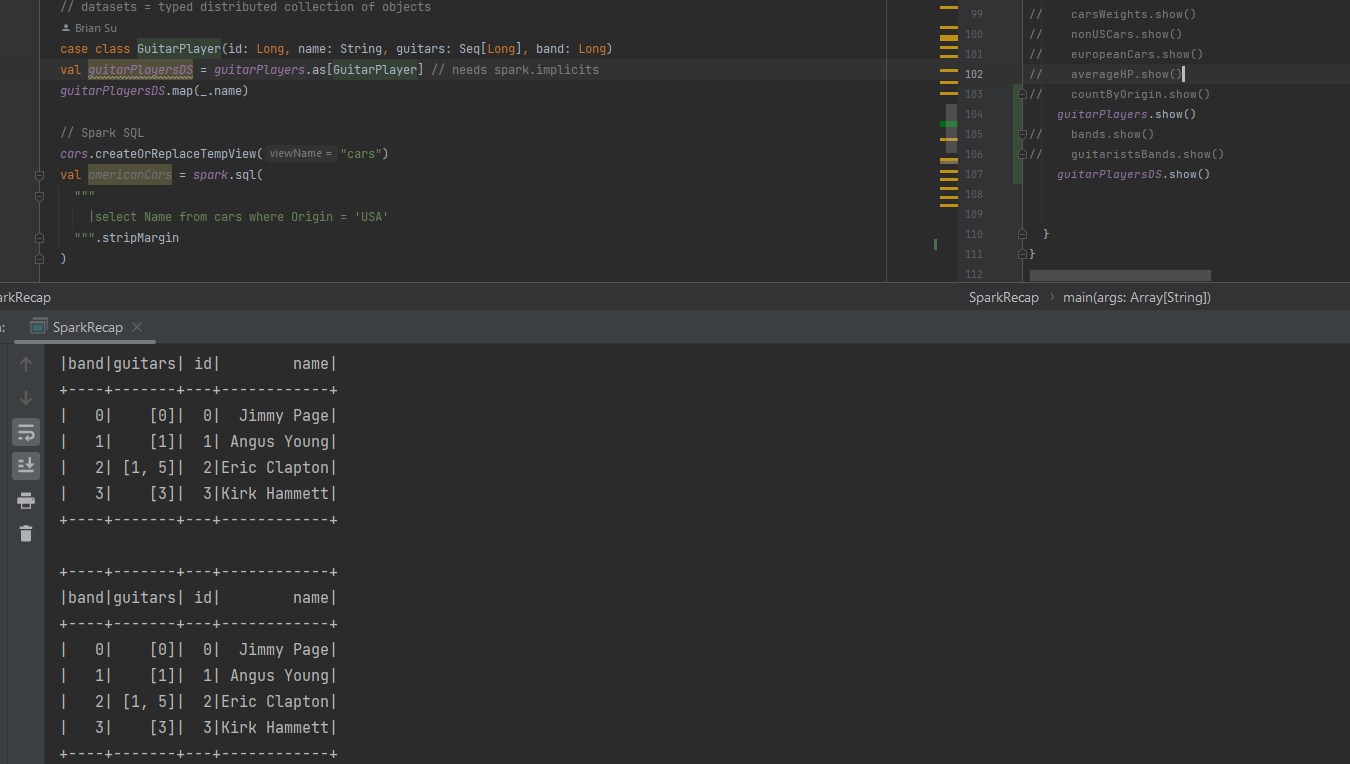 // datasets = typed distributed collection of objects
Brian Su
case class GuitarPlayer(id: Long, name: String, guitars: Seq[Long], band: Long)
val guitarPlayersDS = guitarPlayers.as[GuitarPlayer] // needs spark.implicits
guitarPlayersDS.map(_.name)
// Spark SQL
cars.createOrReplaceTempView( viewName = "cars")
val americanCars = spark.sql(
"""
|select Name from cars where Origin = 'USA'
""".stripMargin
)
99 // carsWeights.show()
100 // nonUSCars.show()
101 // europeanCars.show()
102 // averageHP.show()
103 // countByOrigin.show()
104 guitarPlayers.show()
105 // bands.show()
106 // guitaristsBands.show()
107 guitarPlayersDS.show()
108
109
110 }
111 }
112
arkRecap
SparkRecap > main(args: Array[String])
SparkRecap
|band|guitars| id|        name|
+----+-------+---+------------+
|   0|    [0]|  0|  Jimmy Page|
|   1|    [1]|  1| Angus Young|
|   2| [1, 5]|  2|Eric Clapton|
|   3|    [3]|  3|Kirk Hammett|
+----+-------+---+------------+
+----+-------+---+------------+
|band|guitars| id|        name|
+----+-------+---+------------+
|   0|    [0]|  0|  Jimmy Page|
|   1|    [1]|  1| Angus Young|
|   2| [1, 5]|  2|Eric Clapton|
|   3|    [3]|  3|Kirk Hammett|
+----+-------+---+------------+